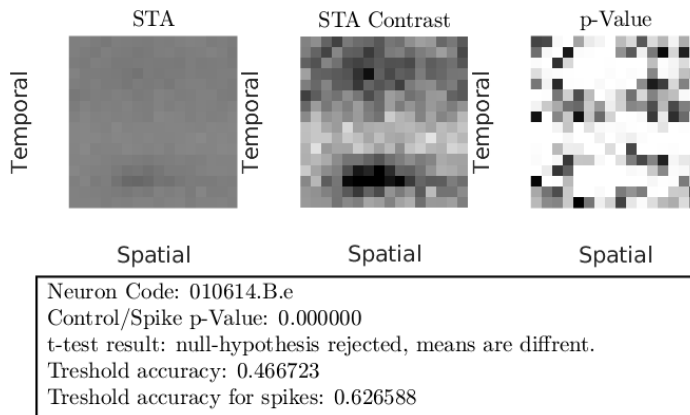 STA
STA Contrast
p-Value
Temporal
Temporal
Temporal
Spatial
Spatial
Spatial
Neuron Code: 010614.B.e
Control/Spike p-Value: 0.000000
t-test result: null-hypothesis rejected, means are diffrent.
Treshold accuracy: 0.466723
Treshold accuracy for spikes: 0.626588